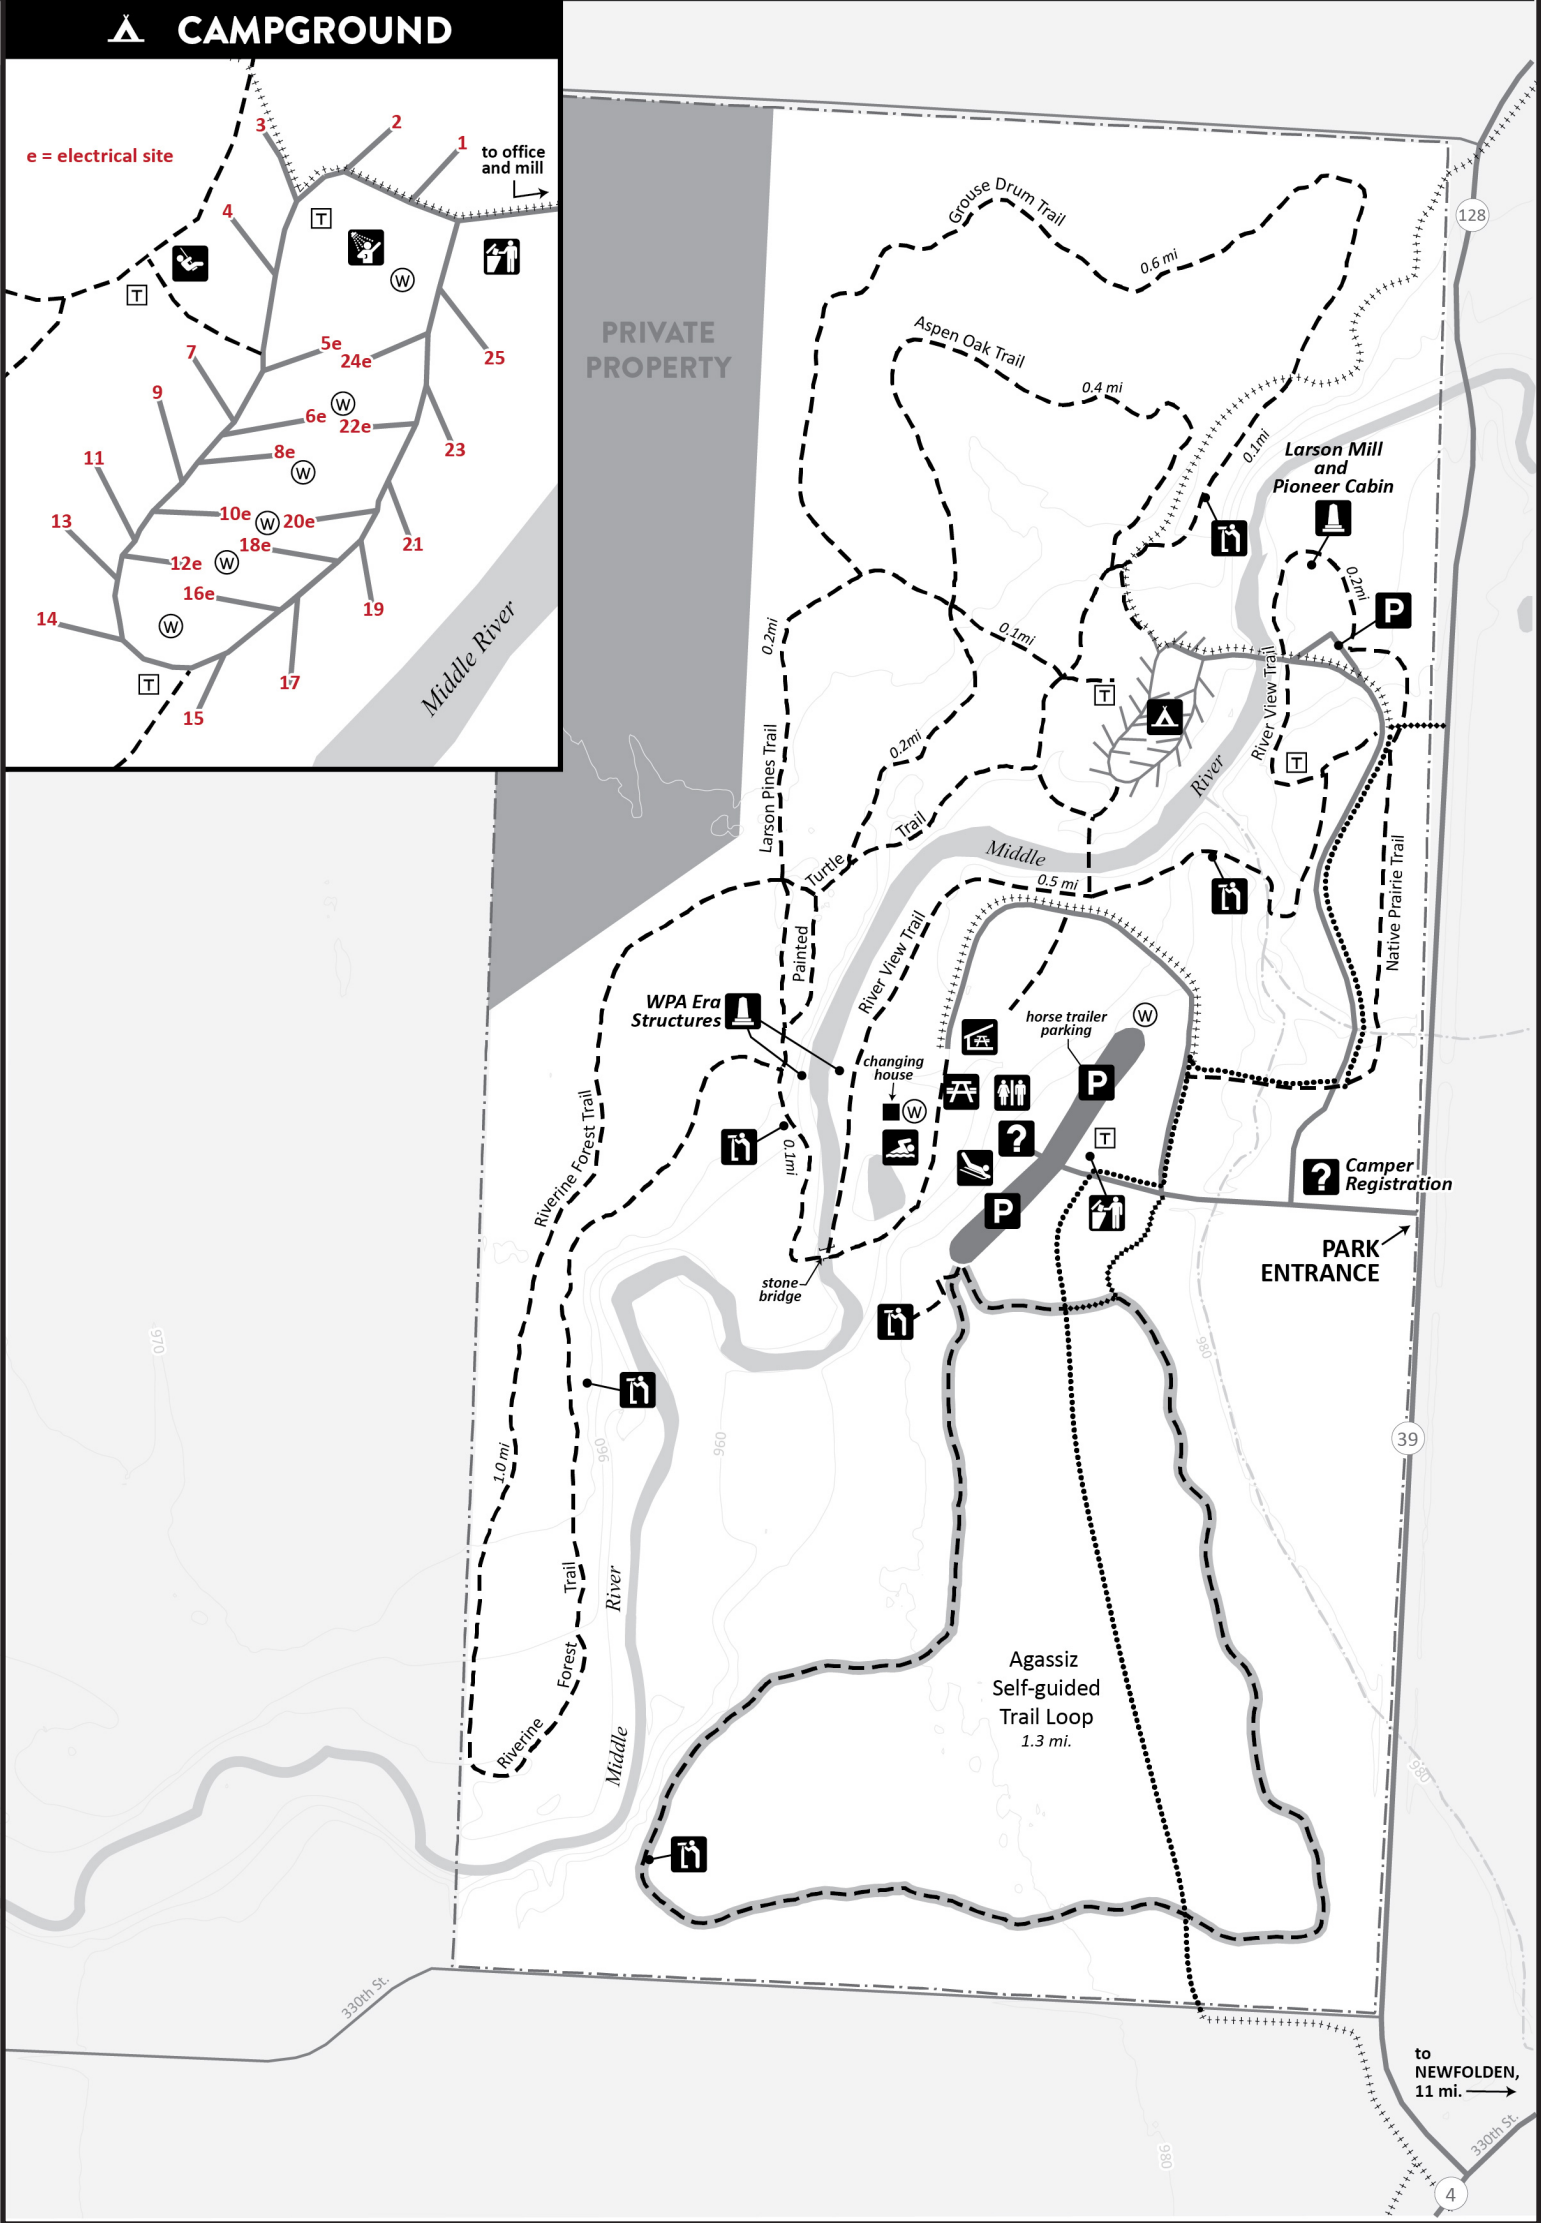 CAMPGROUND
e = electrical site
3
2
1
to office
and mill
T
4
W
T
5e
24e
7
25
9
W
6e
22e
8e
23
11
W
10e
W
20e
13
18e
21
12e
W
16e
19
14
W
T
17
15
Middle River
PRIVATE
PROPERTY
Grouse Drum Trail
0.6 mi
128
Aspen Oak Trail
0.4 mi
0.1mi
Larson Mill
and
Pioneer Cabin
0.2mi
P
0.2mi
0.1mi
T
River View Trail
T
0.2mi
Larson Pines Trail
River
Turtle
Trail
Middle
0.5 mi
Native Prairie Trail
Painted
River View Trail
WPA Era
Structures
horse trailer
parking
W
changing
house
W
P
?
T
0.1mi
Riverine Forest Trail
P
?
Camper
Registration
PARK
ENTRANCE
stone
bridge
970
980
960
960
39
1.0 mi
Trail
River
Forest
Riverine
Middle
Agassiz
Self-guided
Trail Loop
1.3 mi.
980
330th St.
to
NEWFOLDEN,
11 mi.
330th St.
980
4